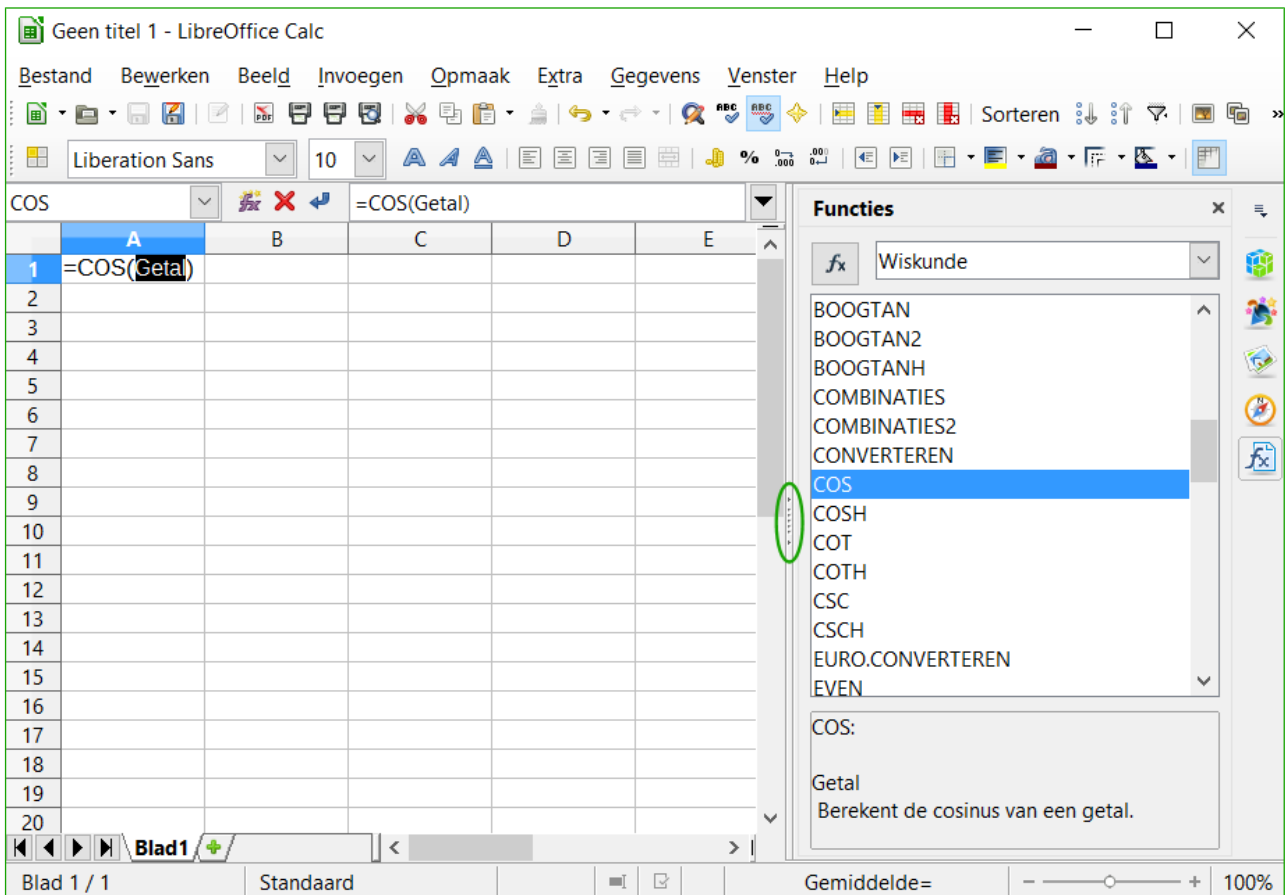 Geen titel 1 - LibreOffice Calc
Bestand Bewerken Beeld Invoegen Opmaak Extra Gegevens Venster Help
Sorteren
Liberation Sans 10
COS =COS(Getal) Functies
A B C D E
Wiskunde
1 =COS(Getal)
2
3
4
5
6
7
8
9
10
11
12
13
14
15
16
17
18
19
20
BOOGTAN
BOOGTAN2
BOOGTANH
COMBINATIES
COMBINATIES2
CONVERTEREN
COS
COSH
COT
COTH
CSC
CSCH
EURO.CONVERTEREN
EVEN
COS:
Getal
Berekent de cosinus van een getal.
Blad1
Blad 1 / 1 Standaard Gemiddelde= 100%